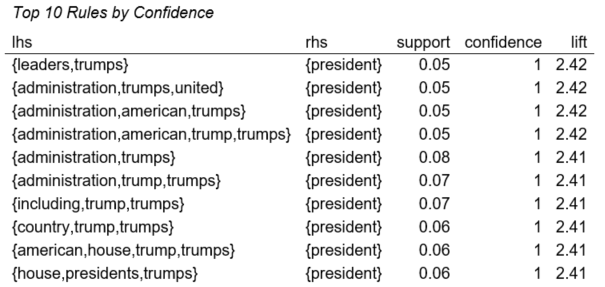 Top 10 Rules by Confidence
lhs rhs support confidence lift
{leaders,trumps} {president} 0.05 1 2.42
{administration,trumps,united} {president} 0.05 1 2.42
{administration,american,trumps} {president} 0.05 1 2.42
{administration,american,trump,trumps} {president} 0.05 1 2.42
{administration,trumps} {president} 0.08 1 2.41
{administration,trump,trumps} {president} 0.07 1 2.41
{including,trump,trumps} {president} 0.07 1 2.41
{country,trump,trumps} {president} 0.06 1 2.41
{american,house,trump,trumps} {president} 0.06 1 2.41
{house,presidents,trumps} {president} 0.06 1 2.41